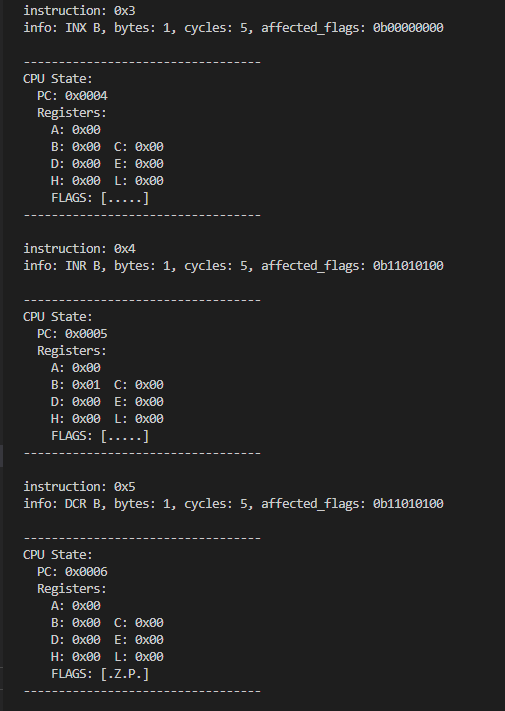 instruction: 0x3
info: INX B, bytes: 1, cycles: 5, affected_flags: 0b00000000
----------------------------------
CPU State:
PC: 0x0004
Registers:
A: 0x00
B: 0x00  C: 0x00
D: 0x00  E: 0x00
H: 0x00  L: 0x00
FLAGS: [.....]
----------------------------------
instruction: 0x4
info: INR B, bytes: 1, cycles: 5, affected_flags: 0b11010100
----------------------------------
CPU State:
PC: 0x0005
Registers:
A: 0x00
B: 0x01  C: 0x00
D: 0x00  E: 0x00
H: 0x00  L: 0x00
FLAGS: [.....]
----------------------------------
instruction: 0x5
info: DCR B, bytes: 1, cycles: 5, affected_flags: 0b11010100
----------------------------------
CPU State:
PC: 0x0006
Registers:
A: 0x00
B: 0x00  C: 0x00
D: 0x00  E: 0x00
H: 0x00  L: 0x00
FLAGS: [.Z.P.]
----------------------------------